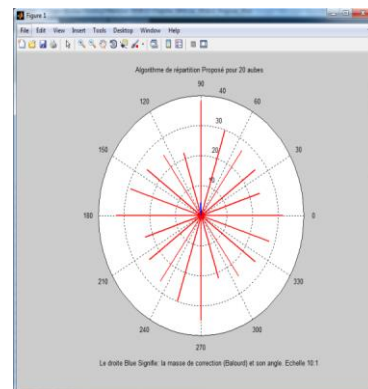 Figure 1
File Edit View Insert Tools Desktop Window Help
Algorithme de répartition Proposé pour 20 aubes
90
120 40 60
30
150 20 30
10
180 0
210 330
240 300
270
Le droite Blue Signifie: la masse de correction (Balourd) et son angle. Echelle 10:1